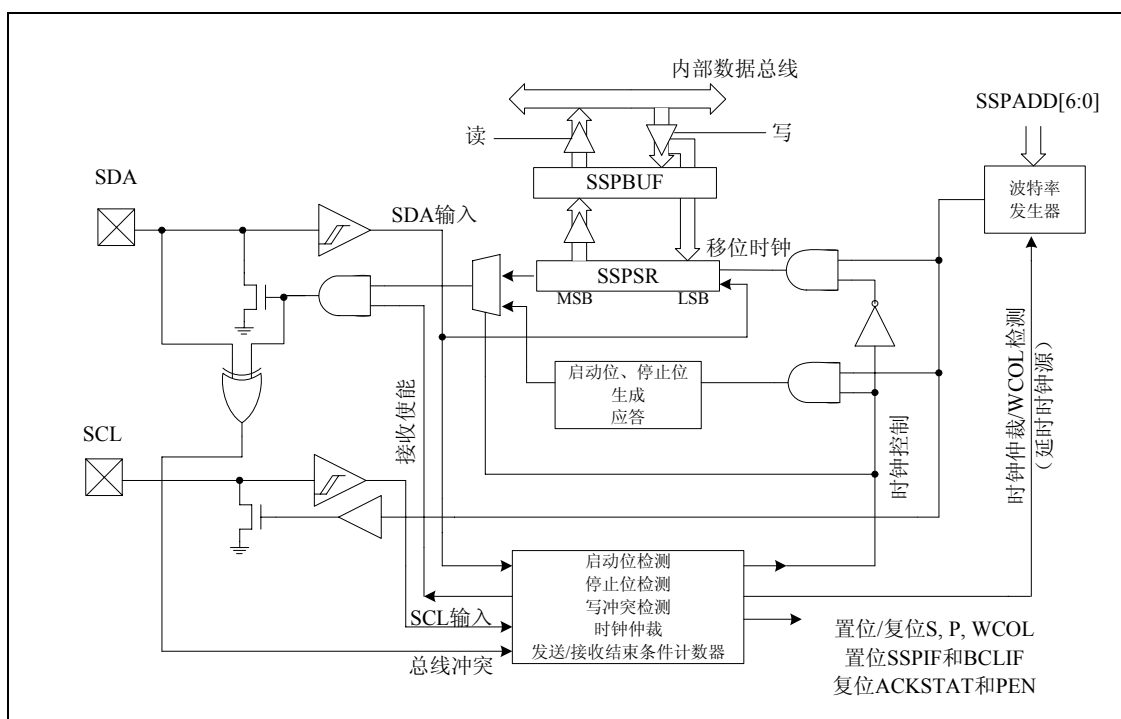 内部数据总线
SSPADD[6:0]
读
写
SDA
SSPBUF
波特率
发生器
SDA输入
移位时钟
SSPSR
MSB
LSB
启动位、停止位
生成
应答
SCL
接收使能
时钟控制
时钟仲裁/WCOL检测
（延时时钟源）
启动位检测
停止位检测
写冲突检测
时钟仲裁
发送/接收结束条件计数器
SCL输入
总线冲突
置位/复位S, P, WCOL
置位SSPIF和BCLIF
复位ACKSTAT和PEN